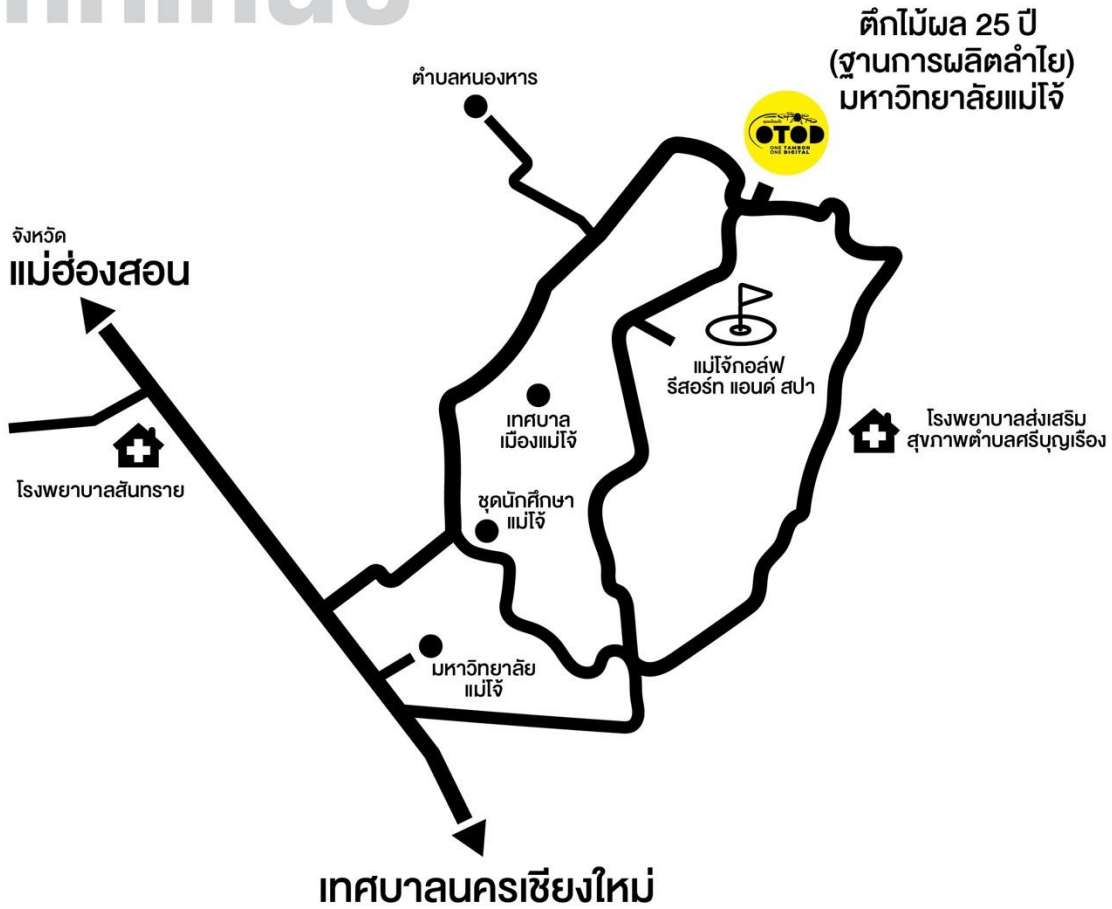 ตึกไม้ผล 25 ปี
(ฐานการผลิตลำไย)
มหาวิทยาลัยแม่โจ้
ตำบลหนองหาร
OTOD
ONE TAMBON
ONE DIGITAL
จังหวัด
แม่ฮ่องสอน
แม่โจ้กอล์ฟ
รีสอร์ท แอนด์ สปา
เทศบาล
เมืองแม่โจ้
โรงพยาบาลส่งเสริม
สุขภาพตำบลศรีบุญเรือง
โรงพยาบาลสันทราย
ชุดนักศึกษา
แม่โจ้
มหาวิทยาลัย
แม่โจ้
เทศบาลนครเชียงใหม่